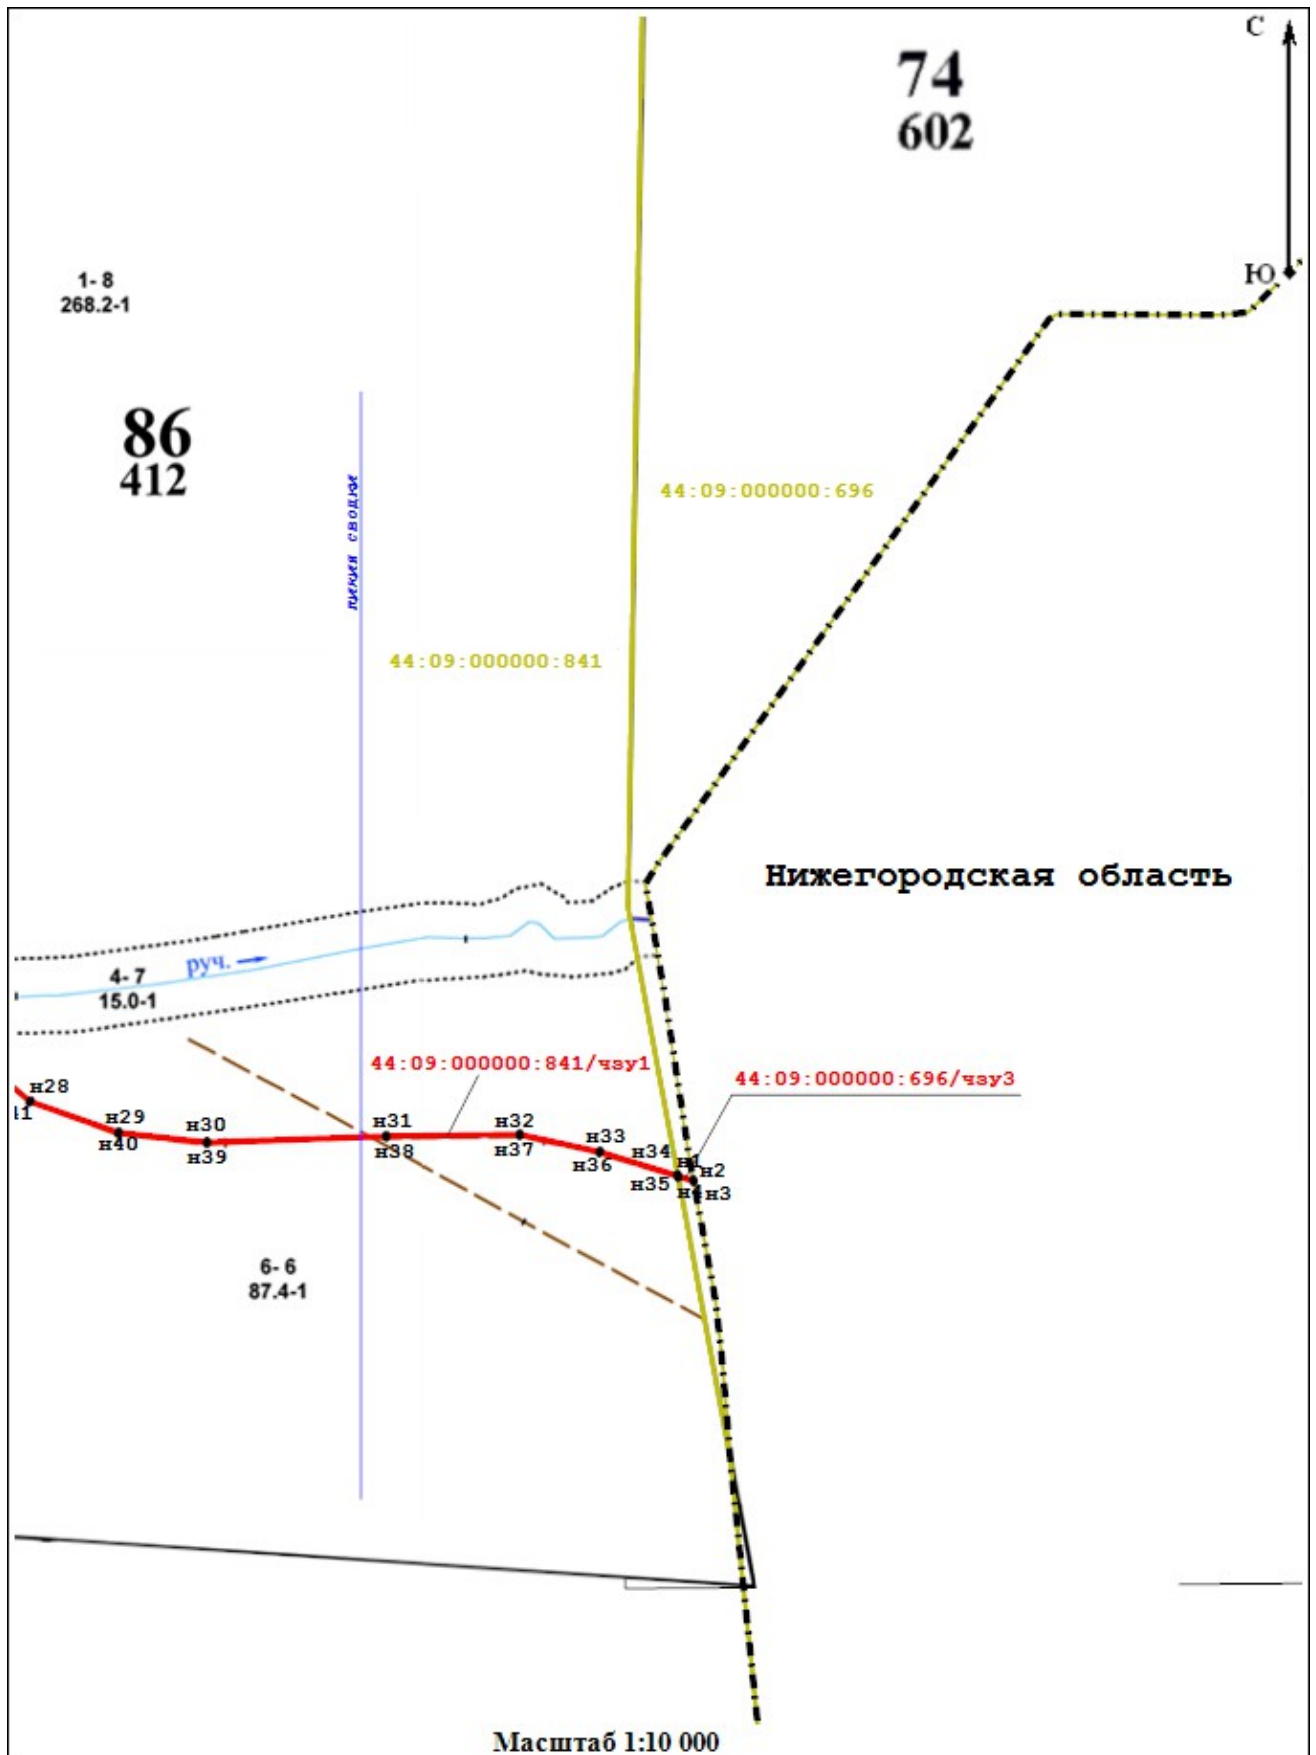 С
74
602
Ю
1- 8
268.2-1
86
412
линия сводки
44:09:000000:696
44:09:000000:841
Нижегородская область
руч.
4- 7
15.0-1
44:09:000000:841/чзу1
44:09:000000:696/чзу3
н28
н29
н40
н30
н39
н31
н38
н32
н37
н33
н36
н34
н35
н1
н2
н4
н3
6- 6
87.4-1
Масштаб 1:10 000